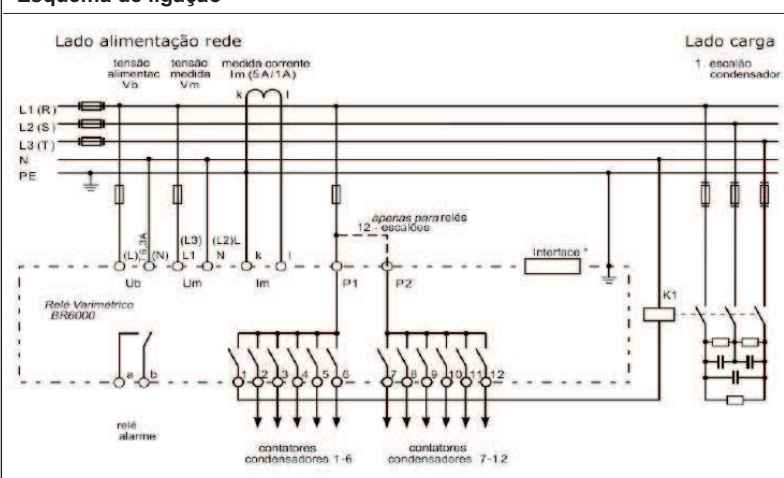 Esquema de ligação
Lado alimentação rede
Lado carga
tensão alimentac Vb
tensão medida Vm
medida corrente Im (5A/1A)
1. escalão condensador
k
l
L1 (R)
L2 (S)
L3 (T)
N
PE
apenas para relés
12 - escalões
(L)
T6,3A
(N)
(L3)
L1
(L2)L
N
k
l
Interface *
Ub
Um
Im
P1
P2
K1
Relé Varimétrico
BR6000
a
b
1
2
3
4
5
6
7
8
9
10
11
12
relé
alarme
contatores
condensadores 1-6
contatores
condensadores 7-12